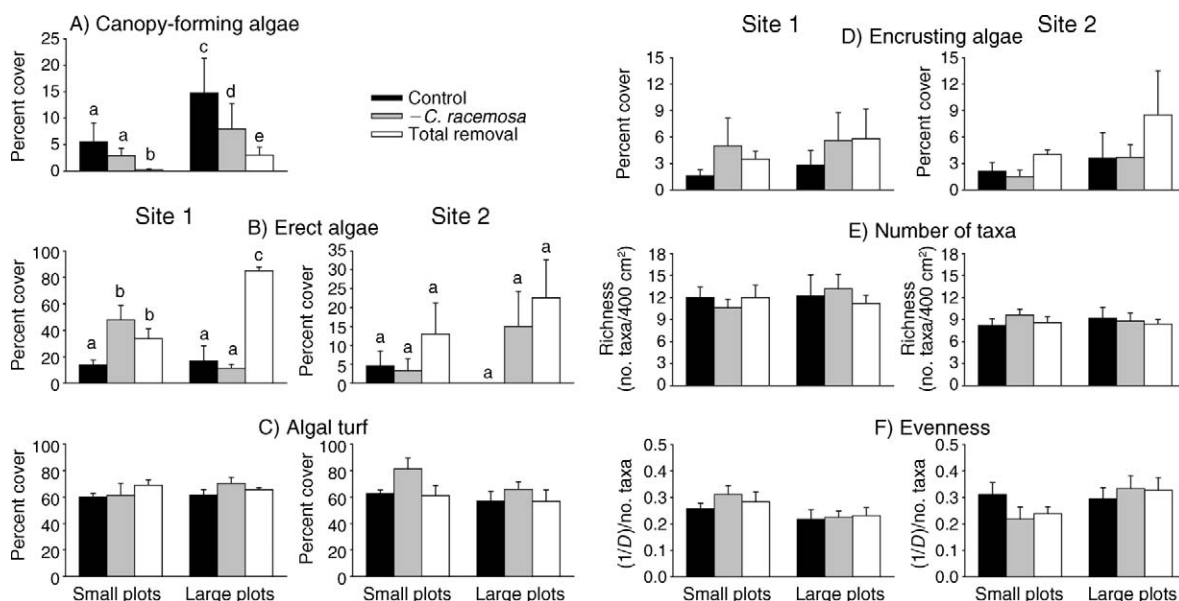 A) Canopy-forming algae
Percent cover
25
20
15
10
5
0
a
a
b
c
d
e
Control
−C. racemosa
Total removal
Site 1
B) Erect algae
Site 2
Percent cover
100
80
60
40
20
0
a
b
b
a
a
c
Percent cover
35
30
25
20
15
10
5
0
a
a
a
a
a
a
C) Algal turf
Percent cover
100
80
60
40
20
0
Small plots Large plots
Percent cover
100
80
60
40
20
0
Small plots Large plots
Site 1
D) Encrusting algae
Site 2
Percent cover
15
12
9
6
3
0
Percent cover
15
12
9
6
3
0
E) Number of taxa
Richness
(no. taxa/400 cm²)
18
15
12
9
6
3
0
Richness
(no. taxa/400 cm²)
18
15
12
9
6
3
0
F) Evenness
(1/D)/no. taxa
0.5
0.4
0.3
0.2
0.1
0.0
Small plots Large plots
(1/D)/no. taxa
0.5
0.4
0.3
0.2
0.1
0.0
Small plots Large plots